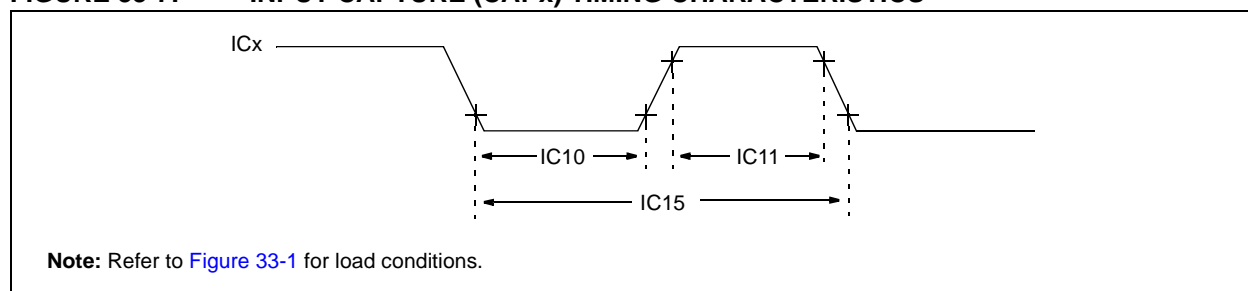 FIGURE 33-7: INPUT CAPTURE (CAPx) TIMING CHARACTERISTICS
ICx
IC10
IC11
IC15
Note: Refer to Figure 33-1 for load conditions.